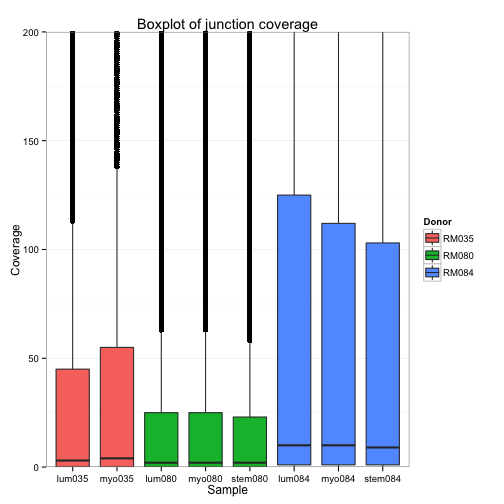 Boxplot of junction coverage
200
150
100
50
0
Coverage
lum035 myo035 lum080 myo080 stem080 lum084 myo084 stem084
Sample
Donor
RM035
RM080
RM084